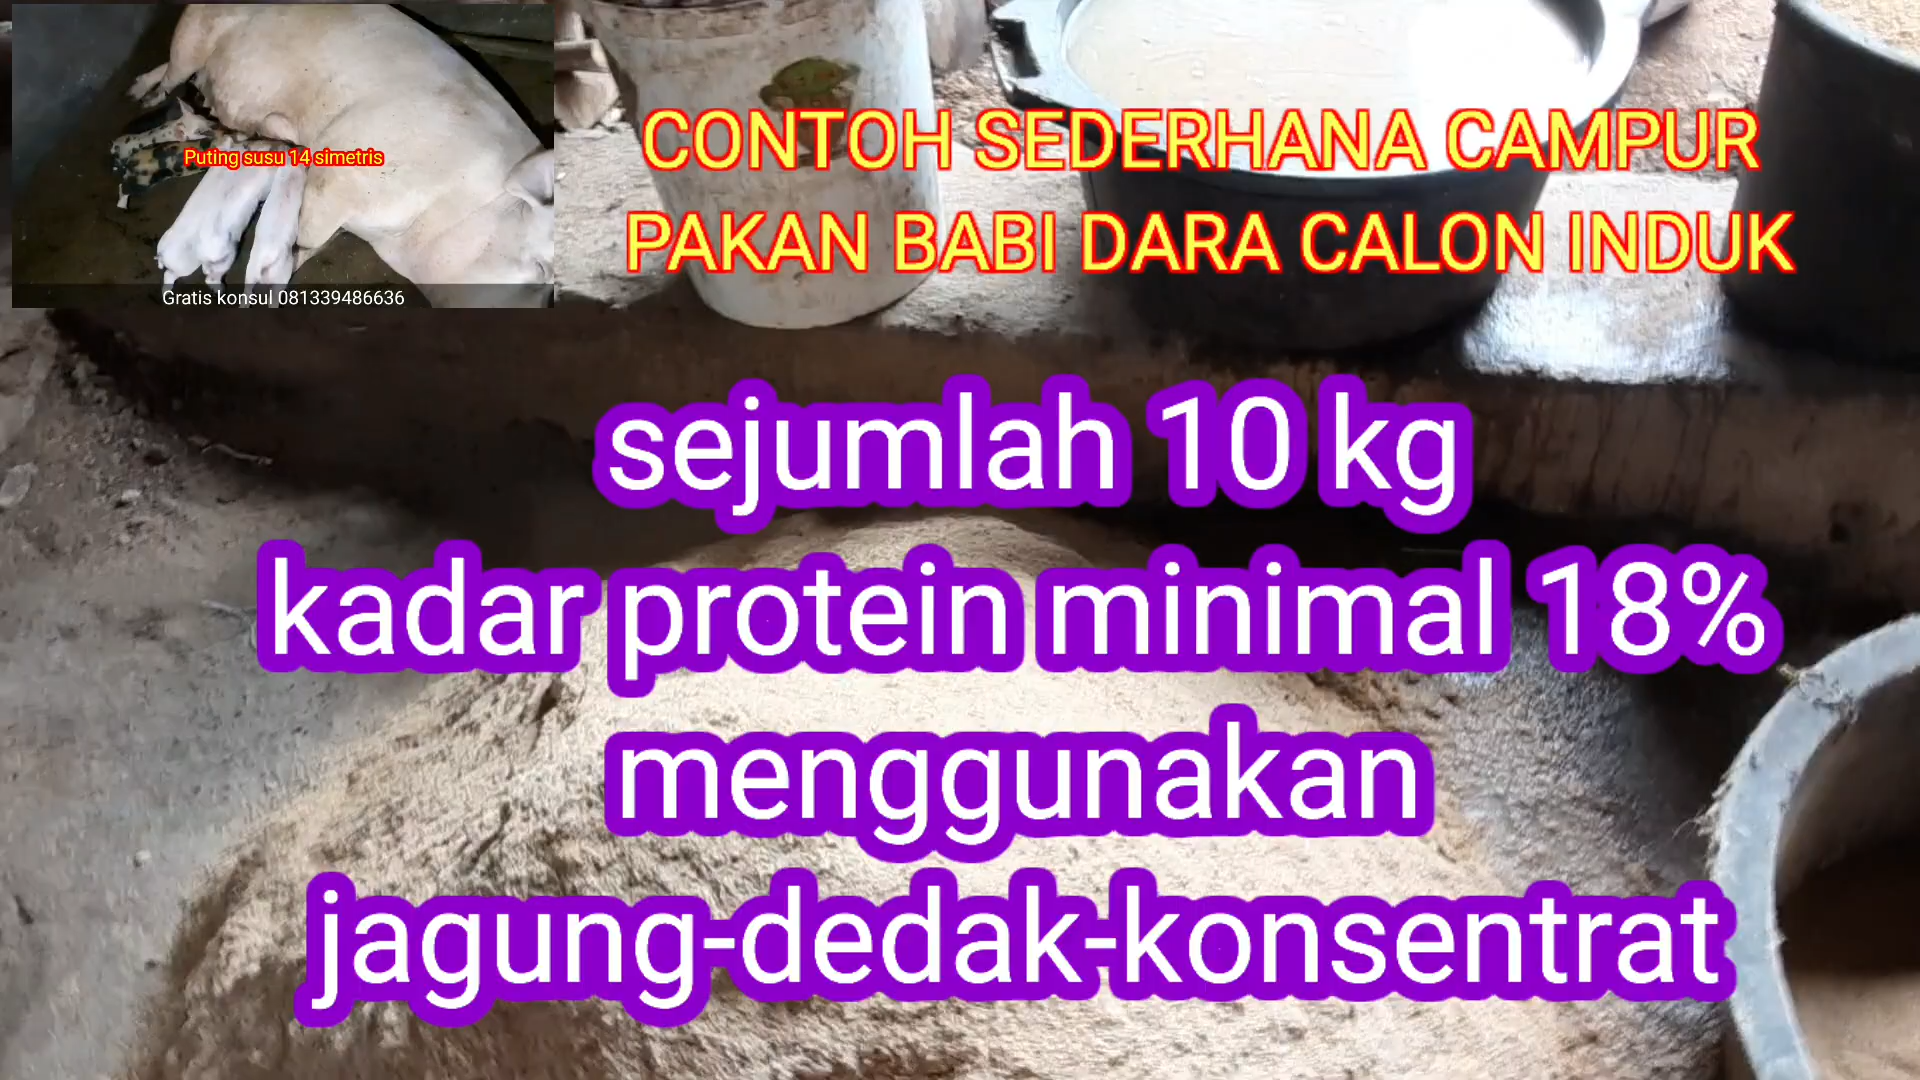 Puting susu 14 simetris
Gratis konsul 081339486636
CONTOH SEDERHANA CAMPUR
PAKAN BABI DARA CALON INDUK
sejumlah 10 kg
kadar protein minimal 18%
menggunakan
jagung-dedak-konsentrat